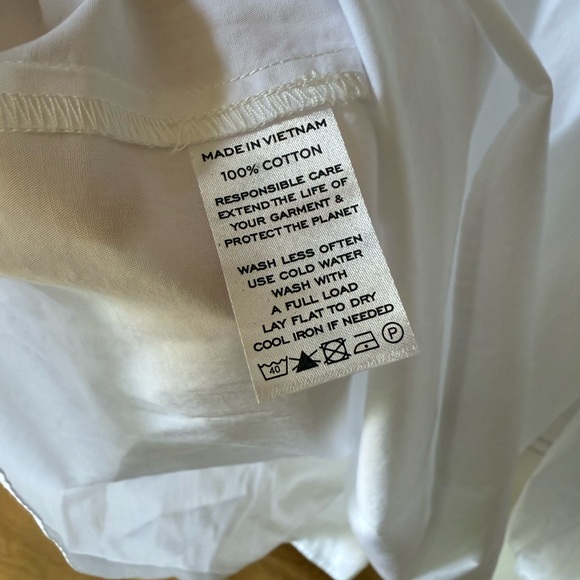 MADE IN VIETNAM
100% COTTON
RESPONSIBLE CARE
EXTEND THE LIFE OF
YOUR GARMENT &
PROTECT THE PLANET
WASH LESS OFTEN
USE COLD WATER
WASH WITH
A FULL LOAD
LAY FLAT TO DRY
COOL IRON IF NEEDED
40 P